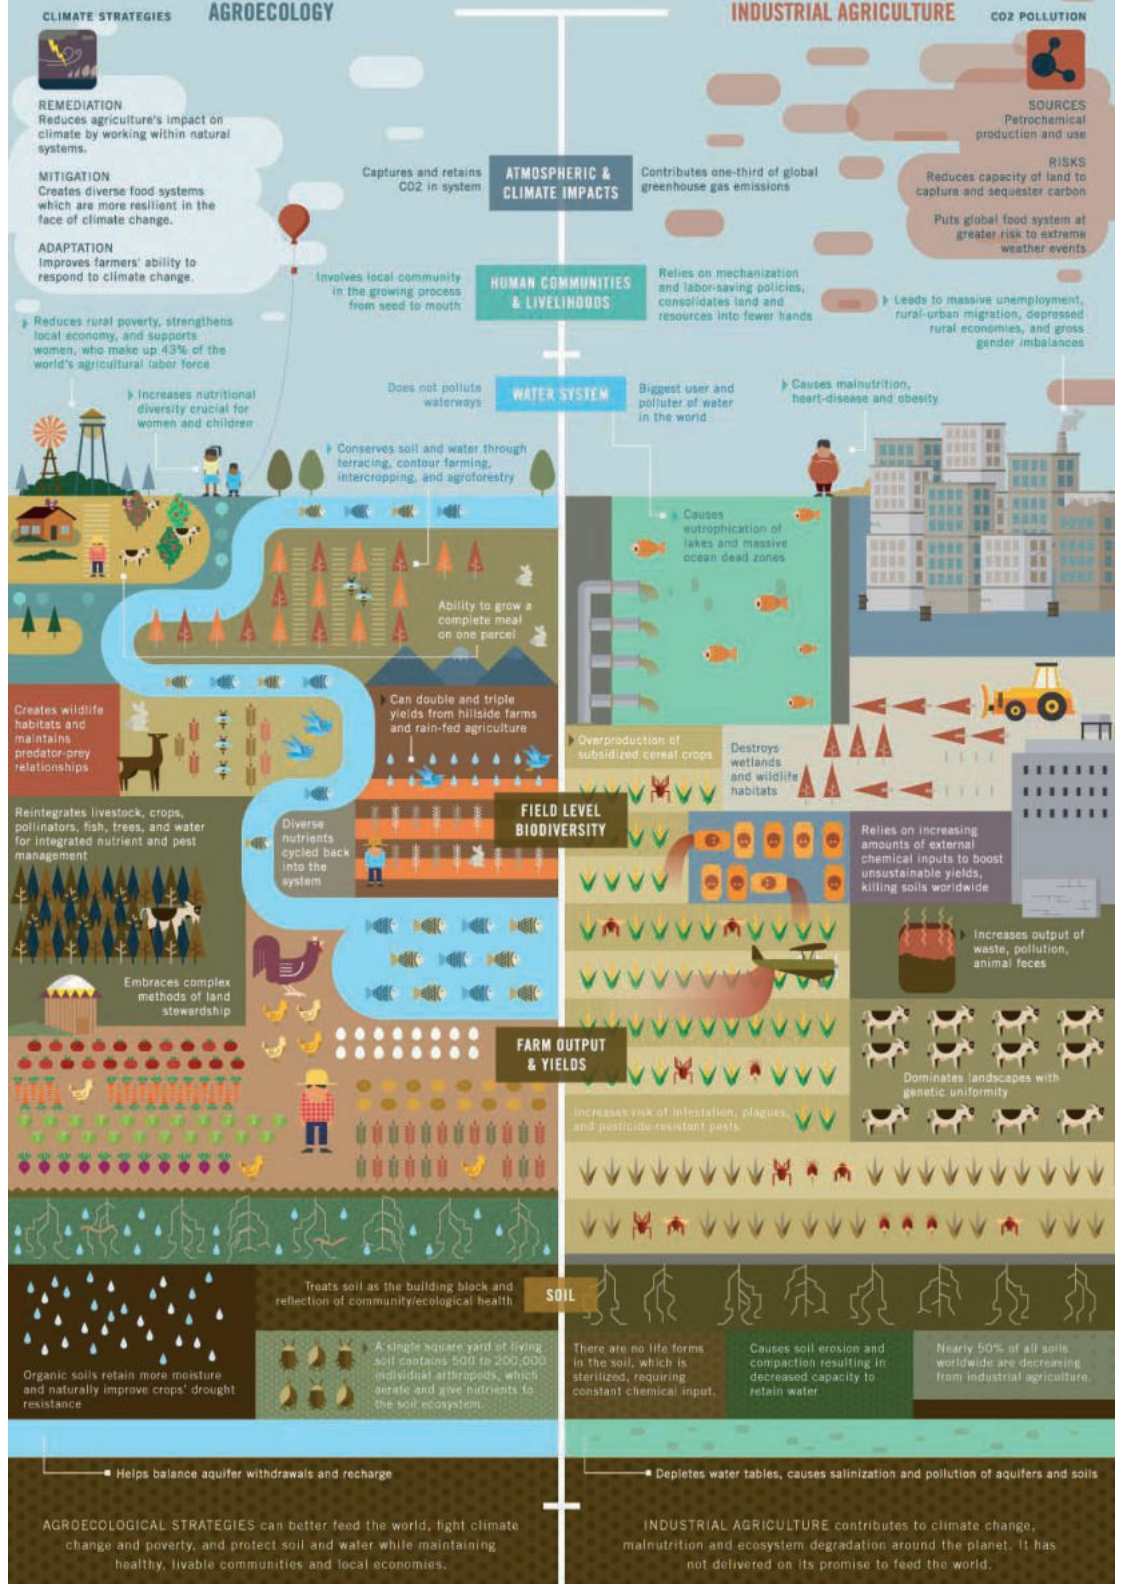 CLIMATE STRATEGIES
AGROECOLOGY
INDUSTRIAL AGRICULTURE
CO2 POLLUTION
REMEDIATION
Reduces agriculture's impact on
climate by working within natural
systems.
MITIGATION
Creates diverse food systems
which are more resilient in the
face of climate change.
ADAPTATION
Improves farmers' ability to
respond to climate change.
SOURCES
Petrochemical
production and use
RISKS
Reduces capacity of land to
capture and sequester carbon
Puts global food system at
greater risk to extreme
weather events
Captures and retains
CO2 in system
ATMOSPHERIC &
CLIMATE IMPACTS
Contributes one-third of global
greenhouse gas emissions
Involves local community
in the growing process
from seed to mouth
HUMAN COMMUNITIES
& LIVELIHOODS
Relies on mechanization
and labor-saving policies,
consolidates land and
resources into fewer hands
Leads to massive unemployment,
rural-urban migration, depressed
rural economies, and gross
gender imbalances
Reduces rural poverty, strengthens
local economy, and supports
women, who make up 43% of the
world's agricultural labor force
Increases nutritional
diversity crucial for
women and children
Does not pollute
waterways
WATER SYSTEM
Biggest user and
polluter of water
in the world
Causes malnutrition,
heart-disease and obesity
Conserves soil and water through
terracing, contour farming,
intercropping, and agroforestry
Causes
eutrophication of
lakes and massive
ocean dead zones
Ability to grow a
complete meal
on one parcel
Creates wildlife
habitats and
maintains
predator-prey
relationships
Can double and triple
yields from hillside farms
and rain-fed agriculture
Overproduction of
subsidized cereal crops
Destroys
wetlands
and wildlife
habitats
Reintegrates livestock, crops,
pollinators, fish, trees, and water
for integrated nutrient and pest
management
Diverse
nutrients
cycled back
into the
system
FIELD LEVEL
BIODIVERSITY
Relies on increasing
amounts of external
chemical inputs to boost
unsustainable yields,
killing soils worldwide
Increases output of
waste, pollution,
animal feces
Embraces complex
methods of land
stewardship
FARM OUTPUT
& YIELDS
Dominates landscapes with
genetic uniformity
Increases risk of infestation, plagues,
and pesticide-resistant pests
Treats soil as the building block and
reflection of community/ecological health
SOIL
Organic soils retain more moisture
and naturally improve crops' drought
resistance
A single square yard of living
soil contains 500 to 200,000
individual arthropods, which
aerate and give nutrients to
the soil ecosystem.
There are no life forms
in the soil, which is
sterilized, requiring
constant chemical input.
Causes soil erosion and
compaction resulting in
decreased capacity to
retain water
Nearly 50% of all soils
worldwide are decreasing
from industrial agriculture.
Helps balance aquifer withdrawals and recharge
Depletes water tables, causes salinization and pollution of aquifers and soils
AGROECOLOGICAL STRATEGIES can better feed the world, fight climate
change and poverty, and protect soil and water while maintaining
healthy, livable communities and local economies.
INDUSTRIAL AGRICULTURE contributes to climate change,
malnutrition and ecosystem degradation around the planet. It has
not delivered on its promise to feed the world.